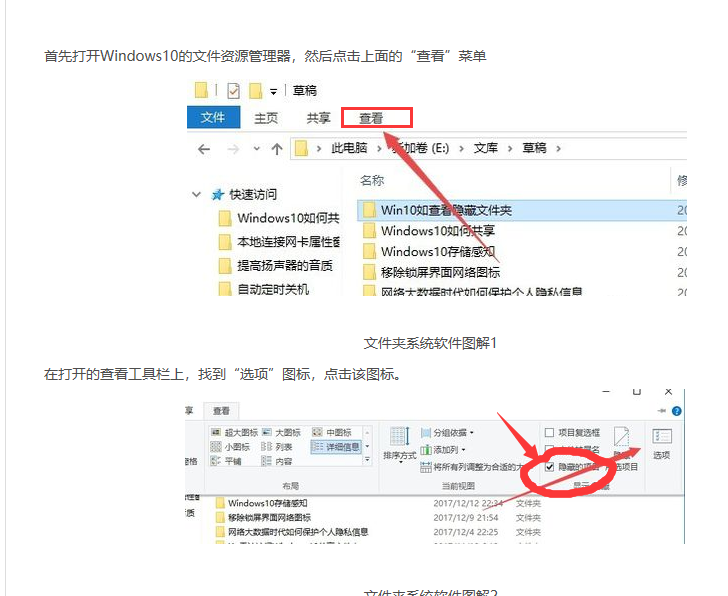 首先打开Windows10的文件资源管理器，然后点击上面的“查看”菜单
草稿
文件 主页 共享 查看
此电脑 新加卷 (E:) 文库 草稿
名称 修
快速访问
Win10如查看隐藏文件夹 20
Windows10如何共
Windows10如何共享 20
本地连接网卡属性窗
Windows10存储感知 20
提高扬声器的音质
移除锁屏界面网络图标 20
自动定时关机
网络大数据时代如何保护个人隐私信息 20
文件夹系统软件图解1
在打开的查看工具栏上，找到“选项”图标，点击该图标。
享 查看
超大图标 大图标 中图标
小图标 列表 详细信息
平铺 内容
布局
排序方式
分组依据
添加列
将所有列调整为合适的大
当前视图
项目复选框
隐藏的项目
所选项目
选项
Windows10存储感知 2017/12/12 22:34 文件夹
移除锁屏界面网络图标 2017/12/9 21:54 文件夹
网络大数据时代如何保护个人隐私信息 2017/12/4 22:25 文件夹
文件夹系统软件图解2